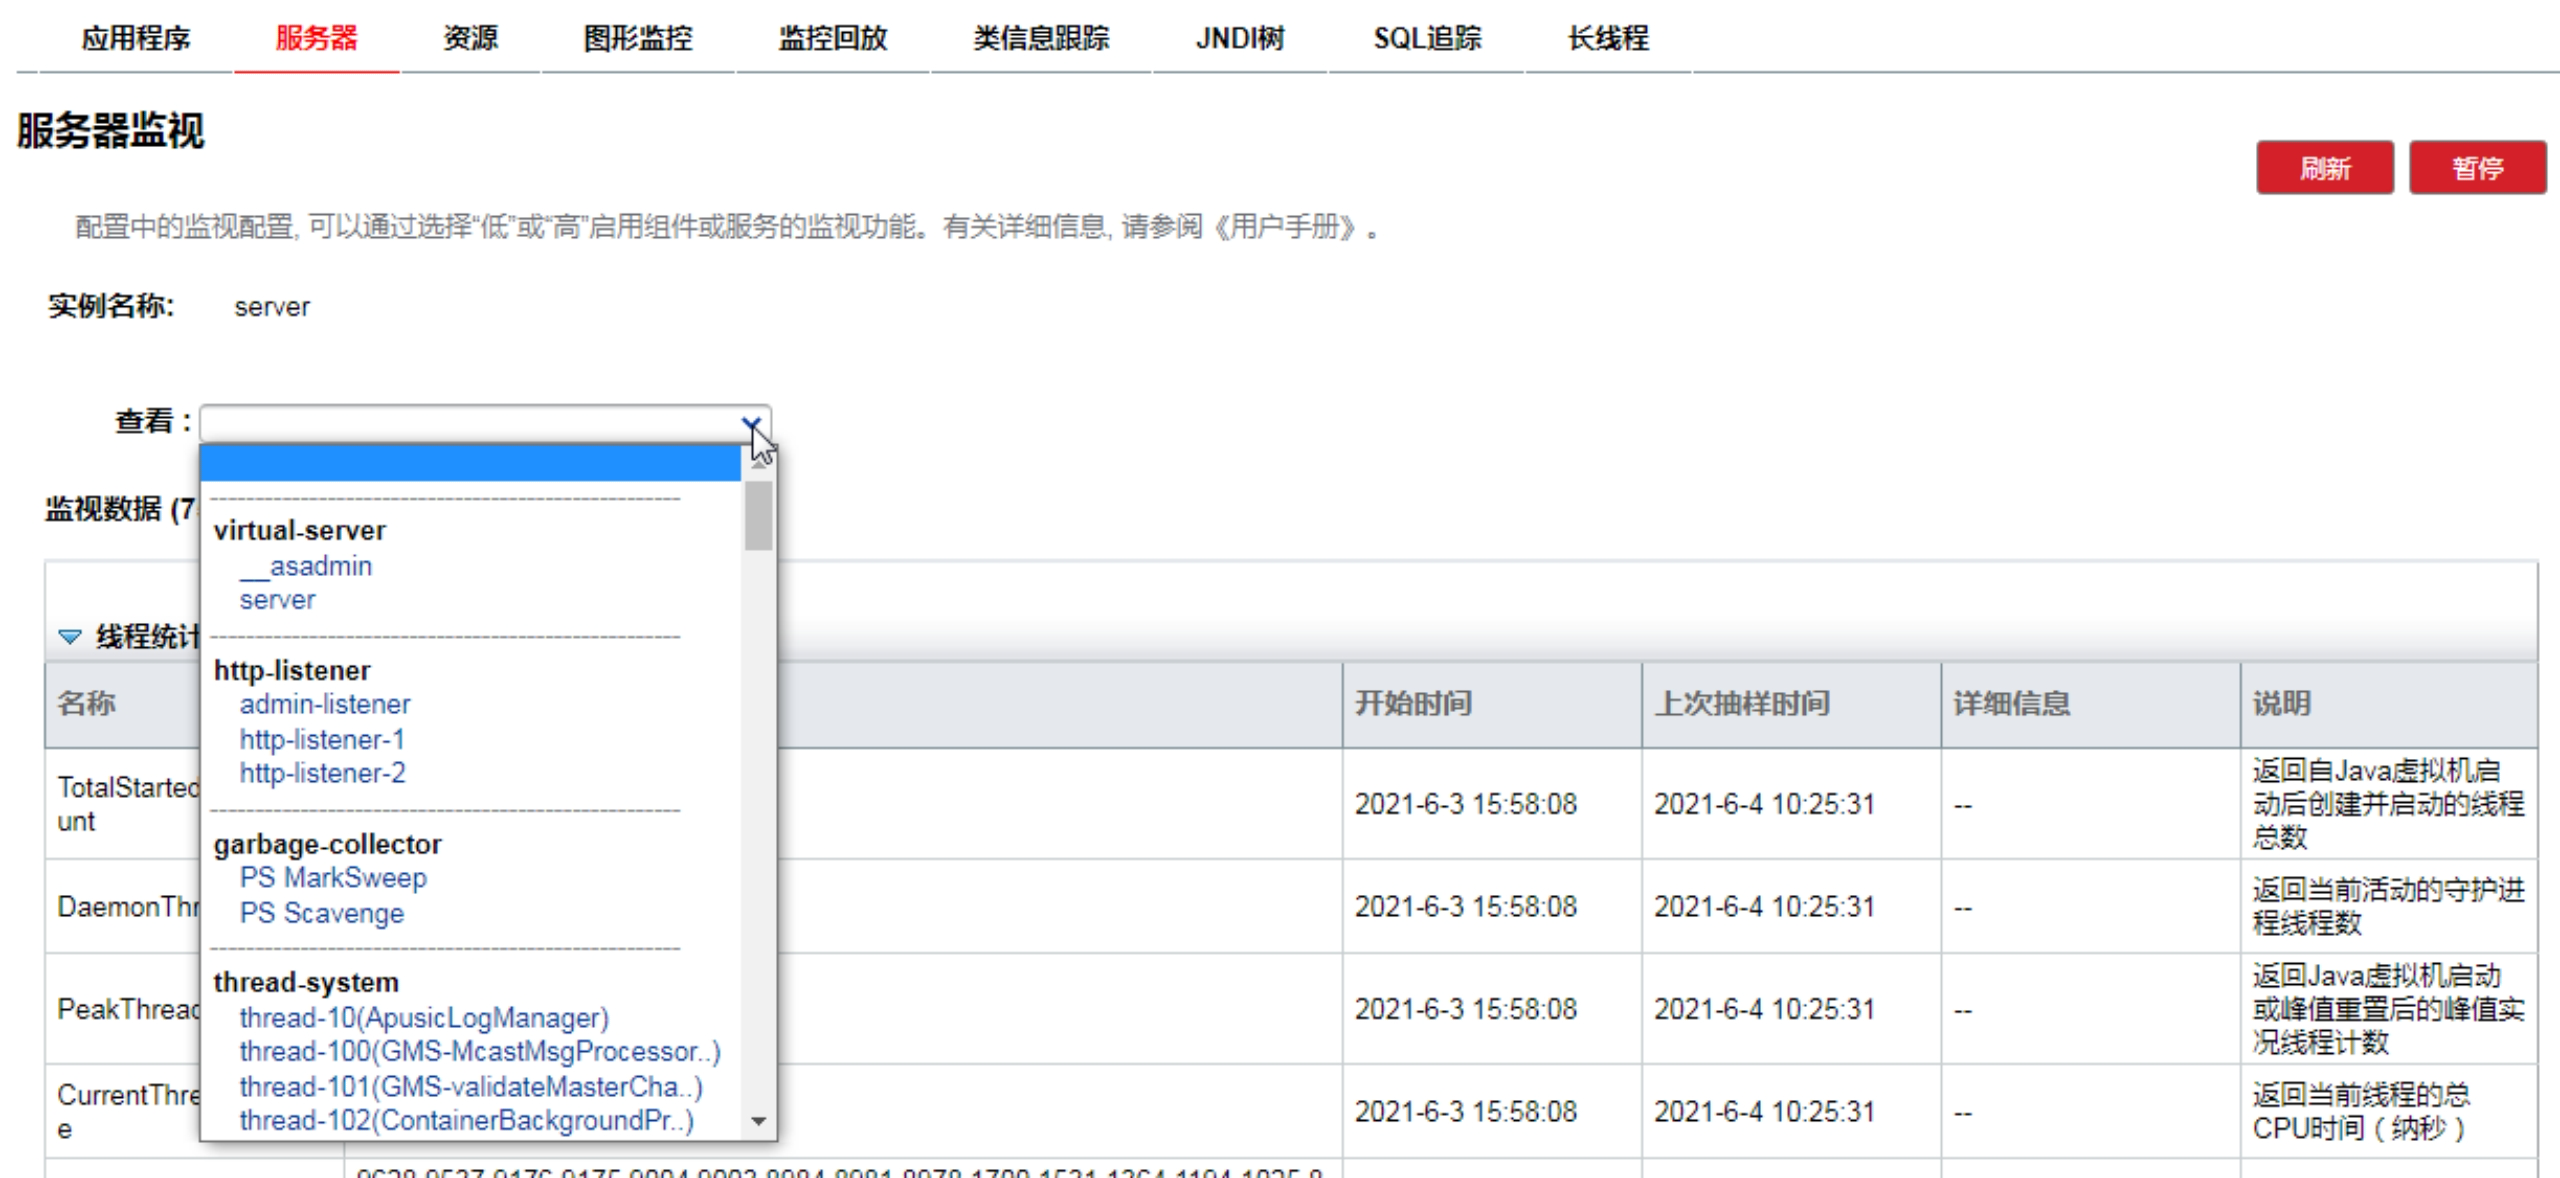 应用程序 服务器 资源 图形监控 监控回放 类信息跟踪 JNDI树 SQL追踪 长线程
服务器监视
刷新 暂停
配置中的监视配置, 可以通过选择“低”或“高”启用组件或服务的监视功能。有关详细信息, 请参阅《用户手册》。
实例名称: server
查看：
监视数据 (7
virtual-server
__asadmin
server
http-listener
admin-listener
http-listener-1
http-listener-2
garbage-collector
PS MarkSweep
PS Scavenge
thread-system
thread-10(ApusicLogManager)
thread-100(GMS-McastMsgProcessor..)
thread-101(GMS-validateMasterCha..)
thread-102(ContainerBackgroundPr..)
线程统计
名称 开始时间 上次抽样时间 详细信息 说明
TotalStarted
unt
2021-6-3 15:58:08 2021-6-4 10:25:31 --
返回自Java虚拟机启
动后创建并启动的线程
总数
DaemonThr
2021-6-3 15:58:08 2021-6-4 10:25:31 --
返回当前活动的守护进
程线程数
PeakThread
2021-6-3 15:58:08 2021-6-4 10:25:31 --
返回Java虚拟机启动
或峰值重置后的峰值实
况线程计数
CurrentThre
e
2021-6-3 15:58:08 2021-6-4 10:25:31 --
返回当前线程的总
CPU时间（纳秒）